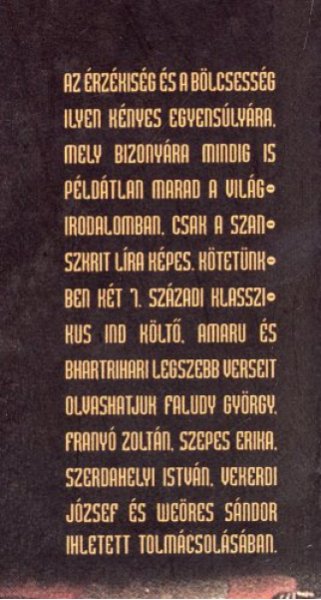 AZ ÉRZÉKISÉG ÉS A BÖLCSESSÉG
ILYEN KÉNYES EGYENSÚLYÁRA,
MELY BIZONYÁRA MINDIG IS
PÉLDÁTLAN MARAD A VILÁG-
IRODALOMBAN, CSAK A SZAN-
SZKRIT LÍRA KÉPES. KÖTETÜNK-
BEN KÉT 7. SZÁZADI KLASSZI-
KUS IND KÖLTŐ, AMARU ÉS
BHARTRIHARI LEGSZEBB VERSEIT
OLVASHATJUK FALUDY GYÖRGY,
FRANYÓ ZOLTÁN, SZEPES ERIKA,
SZERDAHELYI ISTVÁN, VEKERDI
JÓZSEF ÉS WEÖRES SÁNDOR
IHLETETT TOLMÁCSOLÁSÁBAN.